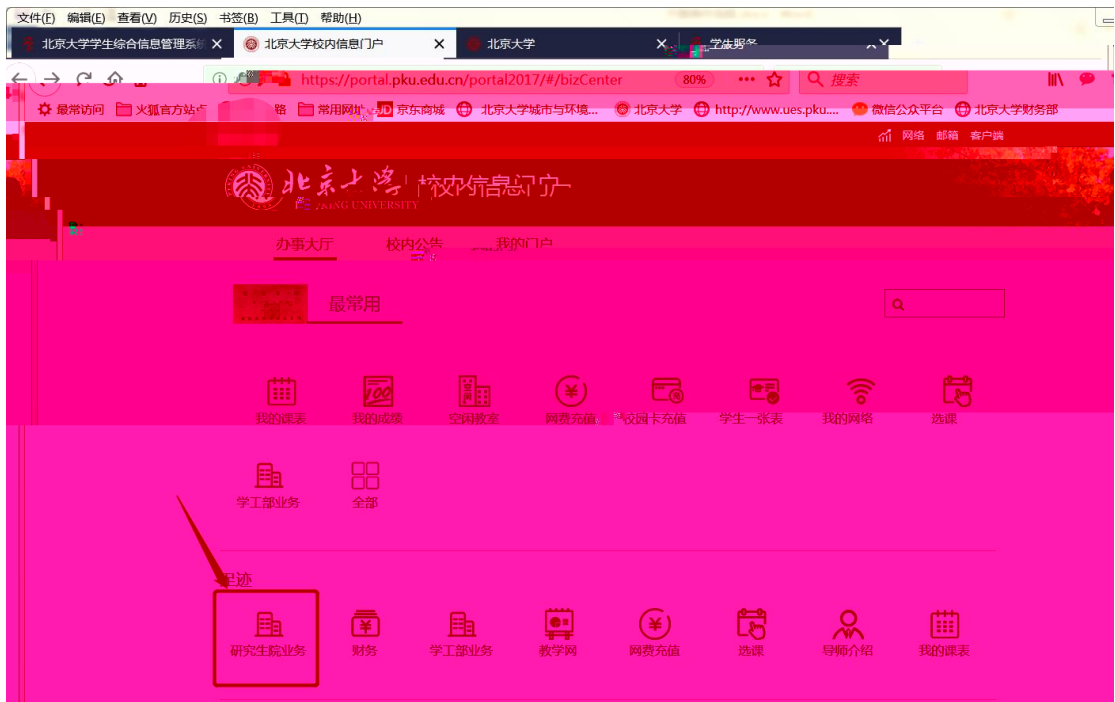 文件(F) 编辑(E) 查看(V) 历史(S) 书签(B) 工具(T) 帮助(H)
北京大学学生综合信息管理系统 北京大学校内信息门户 北京大学 学生服务
https://portal.pku.edu.cn/portal2017/#/bizCenter 80% 搜索
最常访问 火狐官方站点 路 常用网址 JD 京东商城 北京大学城市与环境... 北京大学 http://www.ues.pku.... 微信公众平台 北京大学财务部
网络 邮箱 客户端
北京大学 校内信息门户
PEKING UNIVERSITY
办事大厅 校内公告 我的门户
最常用
我的课表 我的成绩 空闲教室 网费充值 校园卡充值 学生一张表 我的网络 选课
学工部业务 全部
足迹
研究生院业务 财务 学工部业务 教学网 网费充值 选课 导师介绍 我的课表